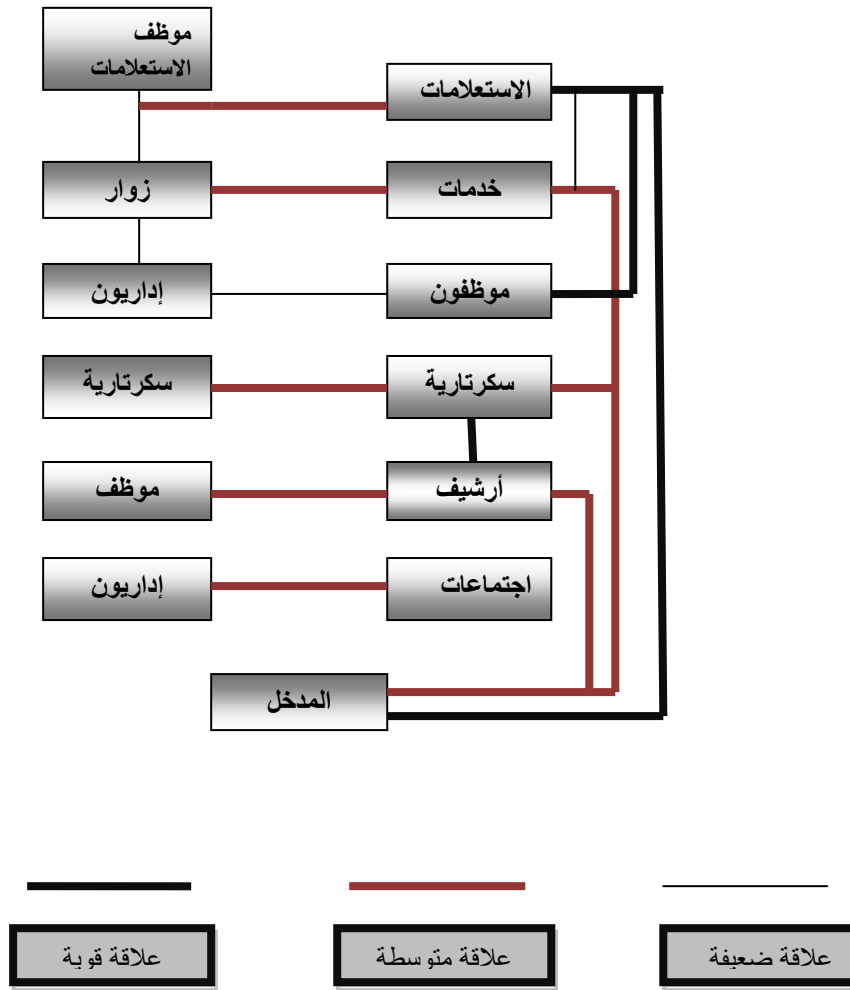 موظف
الاستعلامات
الاستعلامات
خدمات
زوار
موظفون
إداريون
سكرتارية
سكرتارية
أرشيف
موظف
اجتماعات
إداريون
المدخل
علاقة ضعيفة
علاقة متوسطة
علاقة قوية